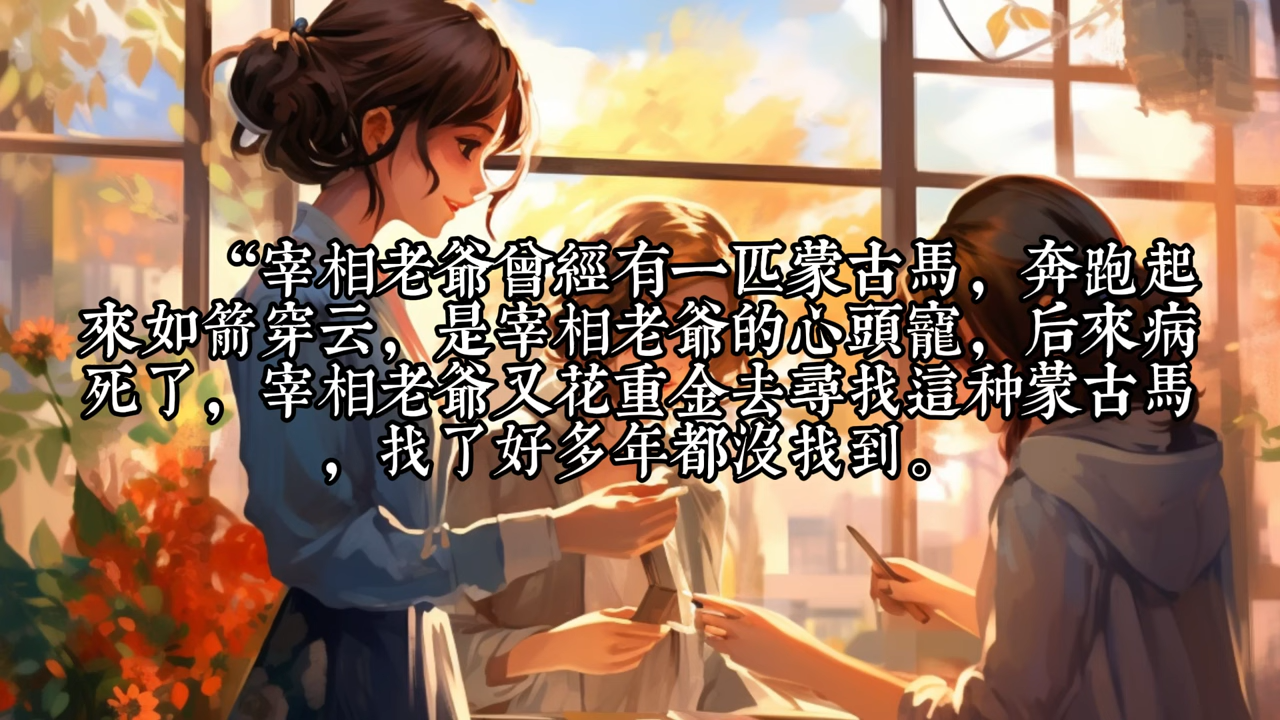 “宰相老爺曾經有一匹蒙古馬，奔跑起
來如箭穿云，是宰相老爺的心頭寵，后來病
死了，宰相老爺又花重金去尋找這种蒙古馬
，找了好多年都沒找到。